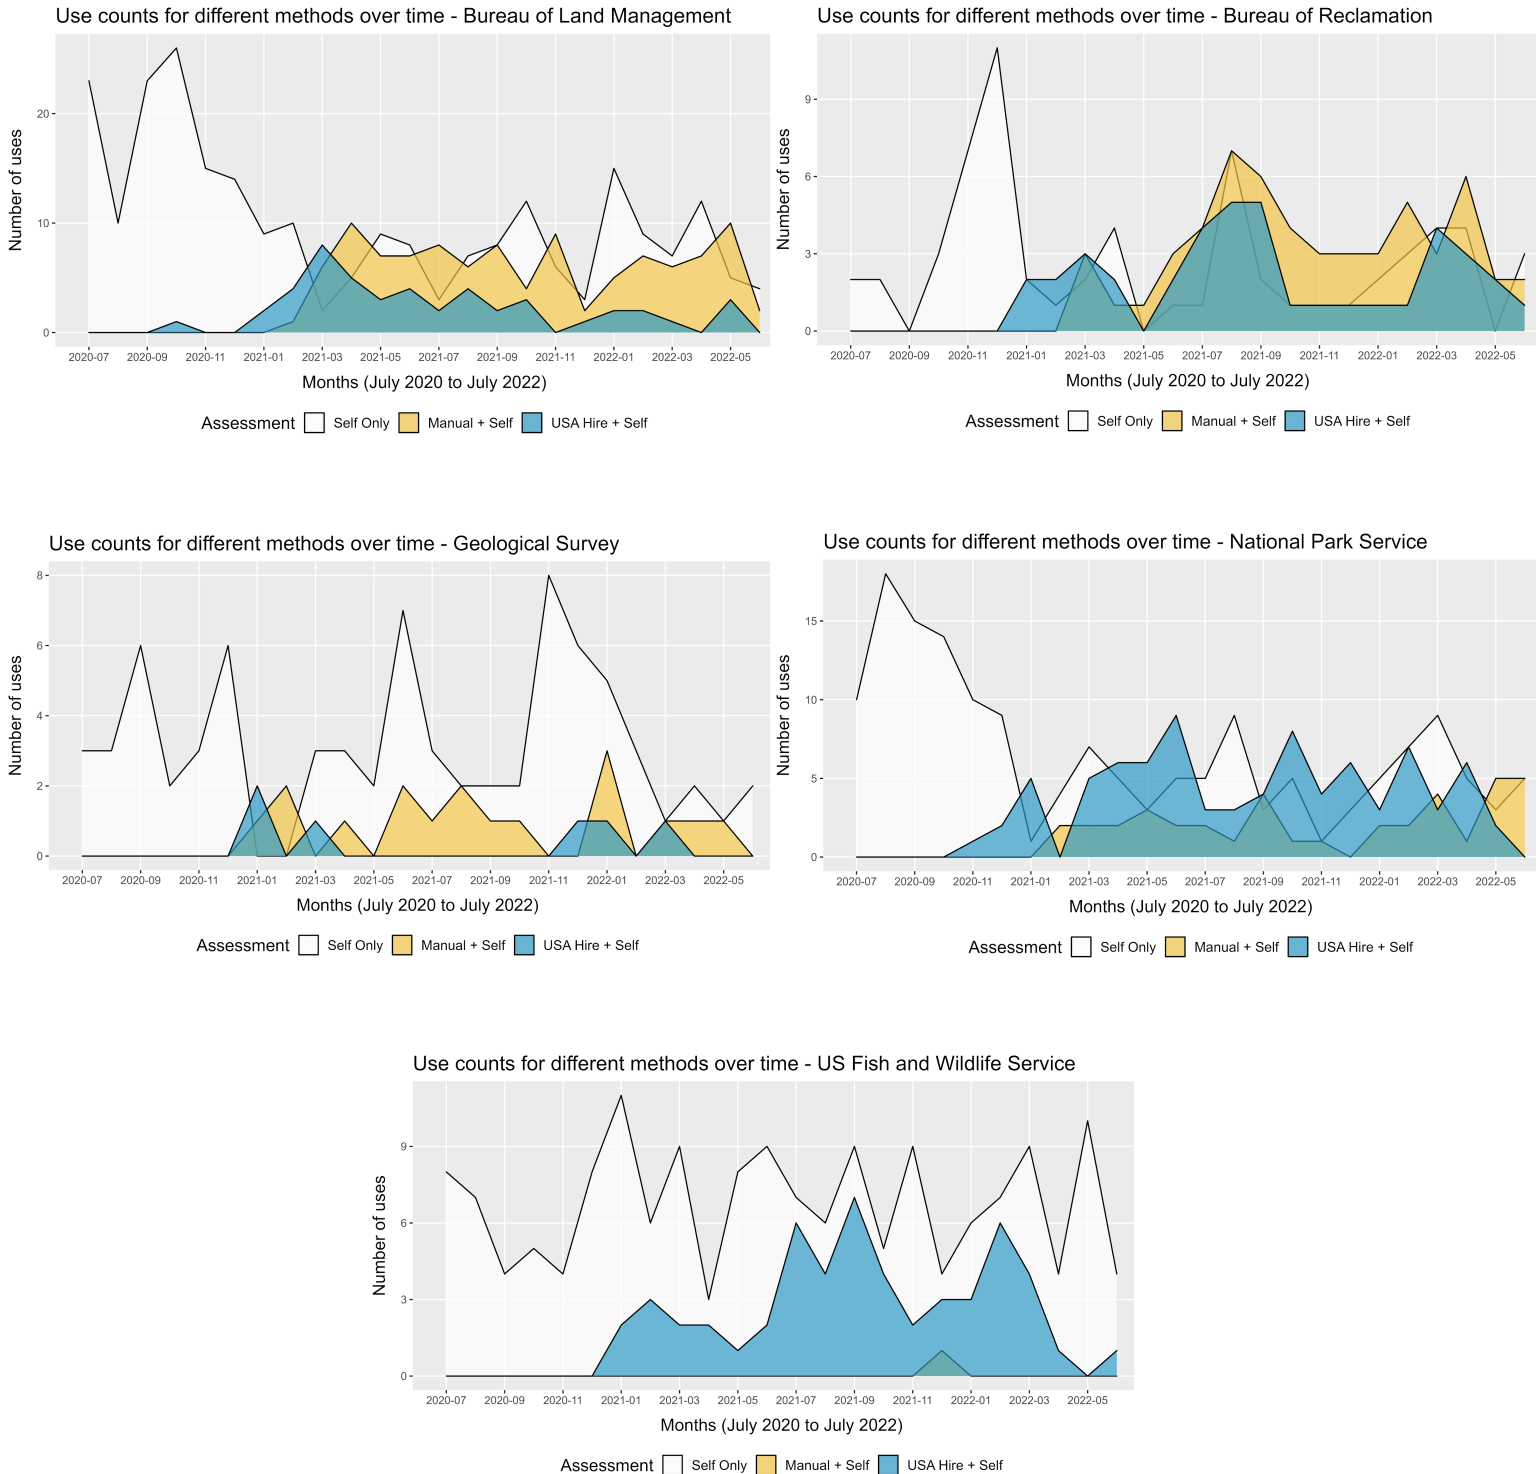 Use counts for different methods over time - Bureau of Land Management
Number of uses
20
10
0
2020-07 2020-09 2020-11 2021-01 2021-03 2021-05 2021-07 2021-09 2021-11 2022-01 2022-03 2022-05
Months (July 2020 to July 2022)
Assessment Self Only Manual + Self USA Hire + Self
Use counts for different methods over time - Bureau of Reclamation
Number of uses
9
6
3
0
2020-07 2020-09 2020-11 2021-01 2021-03 2021-05 2021-07 2021-09 2021-11 2022-01 2022-03 2022-05
Months (July 2020 to July 2022)
Assessment Self Only Manual + Self USA Hire + Self
Use counts for different methods over time - Geological Survey
Number of uses
8
6
4
2
0
2020-07 2020-09 2020-11 2021-01 2021-03 2021-05 2021-07 2021-09 2021-11 2022-01 2022-03 2022-05
Months (July 2020 to July 2022)
Assessment Self Only Manual + Self USA Hire + Self
Use counts for different methods over time - National Park Service
Number of uses
15
10
5
0
2020-07 2020-09 2020-11 2021-01 2021-03 2021-05 2021-07 2021-09 2021-11 2022-01 2022-03 2022-05
Months (July 2020 to July 2022)
Assessment Self Only Manual + Self USA Hire + Self
Use counts for different methods over time - US Fish and Wildlife Service
Number of uses
9
6
3
0
2020-07 2020-09 2020-11 2021-01 2021-03 2021-05 2021-07 2021-09 2021-11 2022-01 2022-03 2022-05
Months (July 2020 to July 2022)
Assessment Self Only Manual + Self USA Hire + Self